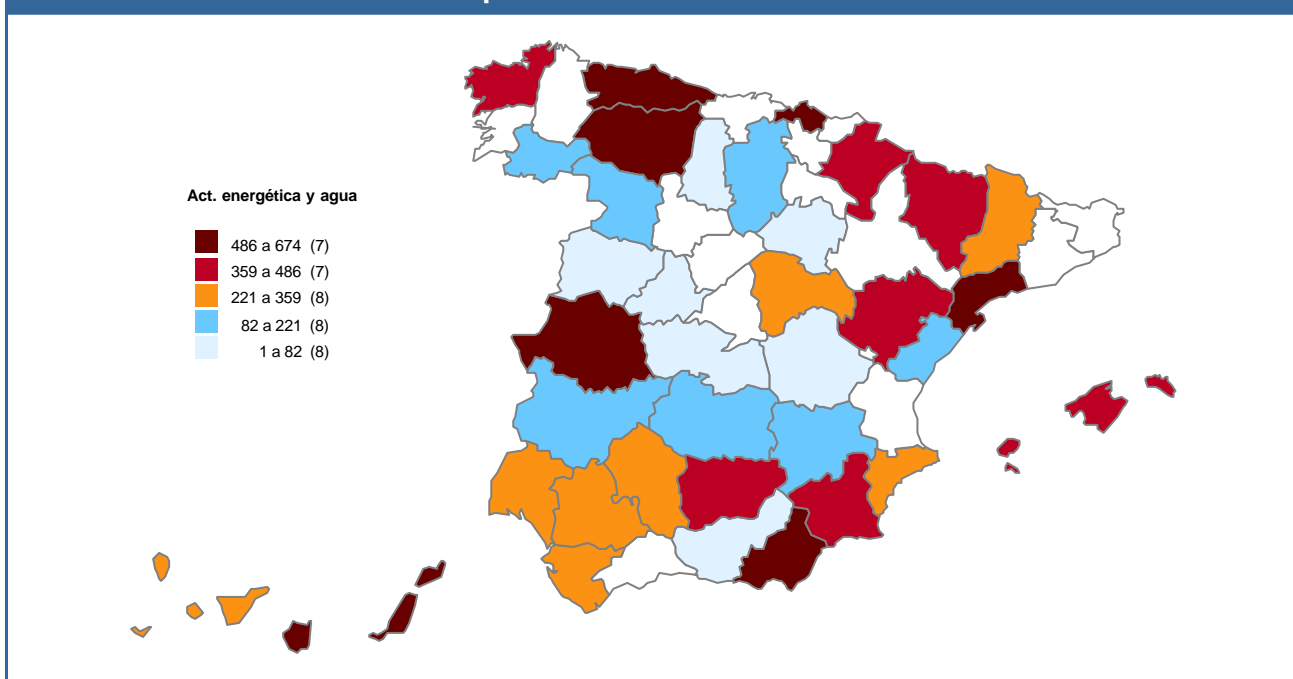 Act. energética y agua
486 a 674 (7)
359 a 486 (7)
221 a 359 (8)
82 a 221 (8)
1 a 82 (8)